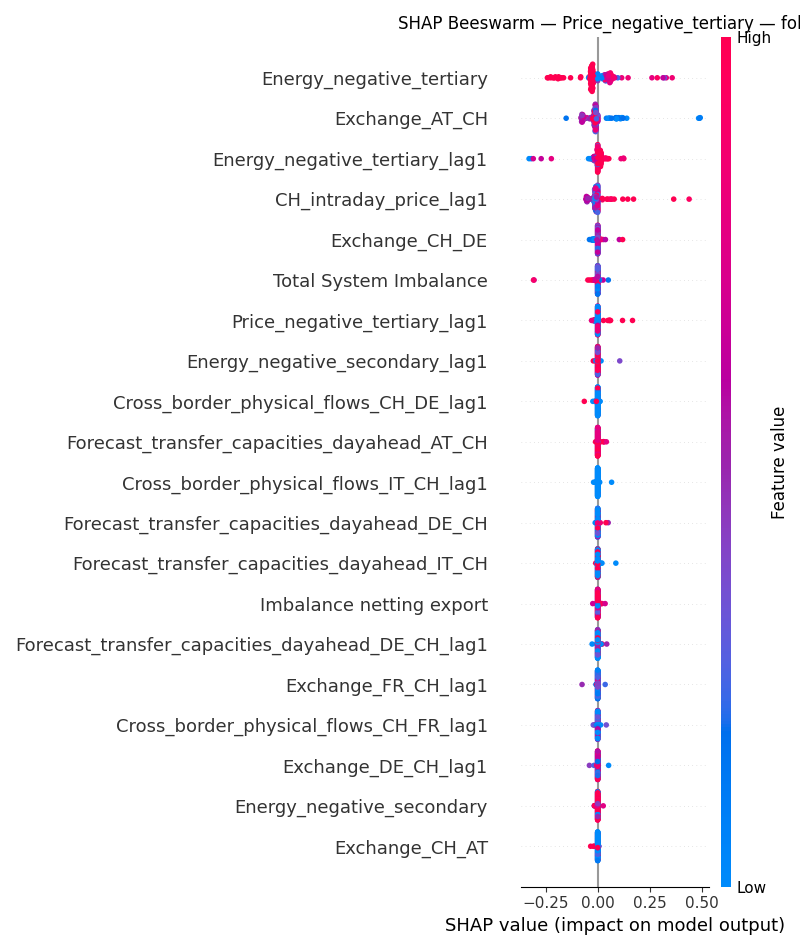 SHAP Beeswarm — Price_negative_tertiary — fol
High
Energy_negative_tertiary
Exchange_AT_CH
Energy_negative_tertiary_lag1
CH_intraday_price_lag1
Exchange_CH_DE
Total System Imbalance
Price_negative_tertiary_lag1
Energy_negative_secondary_lag1
Cross_border_physical_flows_CH_DE_lag1
Forecast_transfer_capacities_dayahead_AT_CH
Cross_border_physical_flows_IT_CH_lag1
Forecast_transfer_capacities_dayahead_DE_CH
Forecast_transfer_capacities_dayahead_IT_CH
Imbalance netting export
Forecast_transfer_capacities_dayahead_DE_CH_lag1
Exchange_FR_CH_lag1
Cross_border_physical_flows_CH_FR_lag1
Exchange_DE_CH_lag1
Energy_negative_secondary
Exchange_CH_AT
Feature value
Low
−0.25 0.00 0.25 0.50
SHAP value (impact on model output)